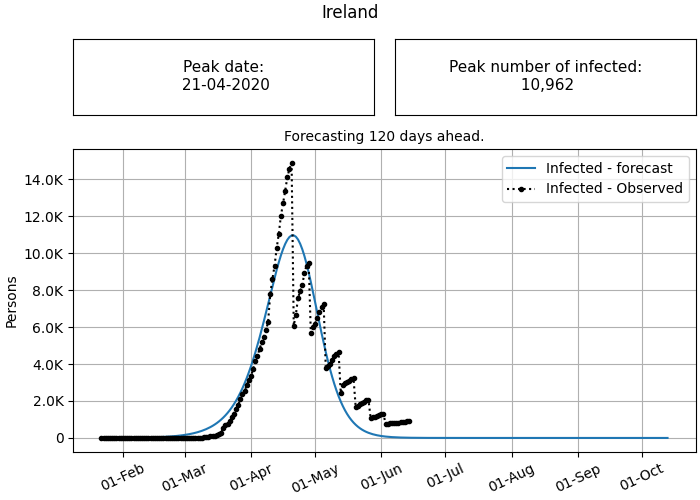 Ireland
Peak date:
21-04-2020
Peak number of infected:
10,962
Forecasting 120 days ahead.
Infected - forecast
Infected - Observed
14.0K
12.0K
10.0K
8.0K
6.0K
4.0K
2.0K
0
Persons
01-Feb
01-Mar
01-Apr
01-May
01-Jun
01-Jul
01-Aug
01-Sep
01-Oct